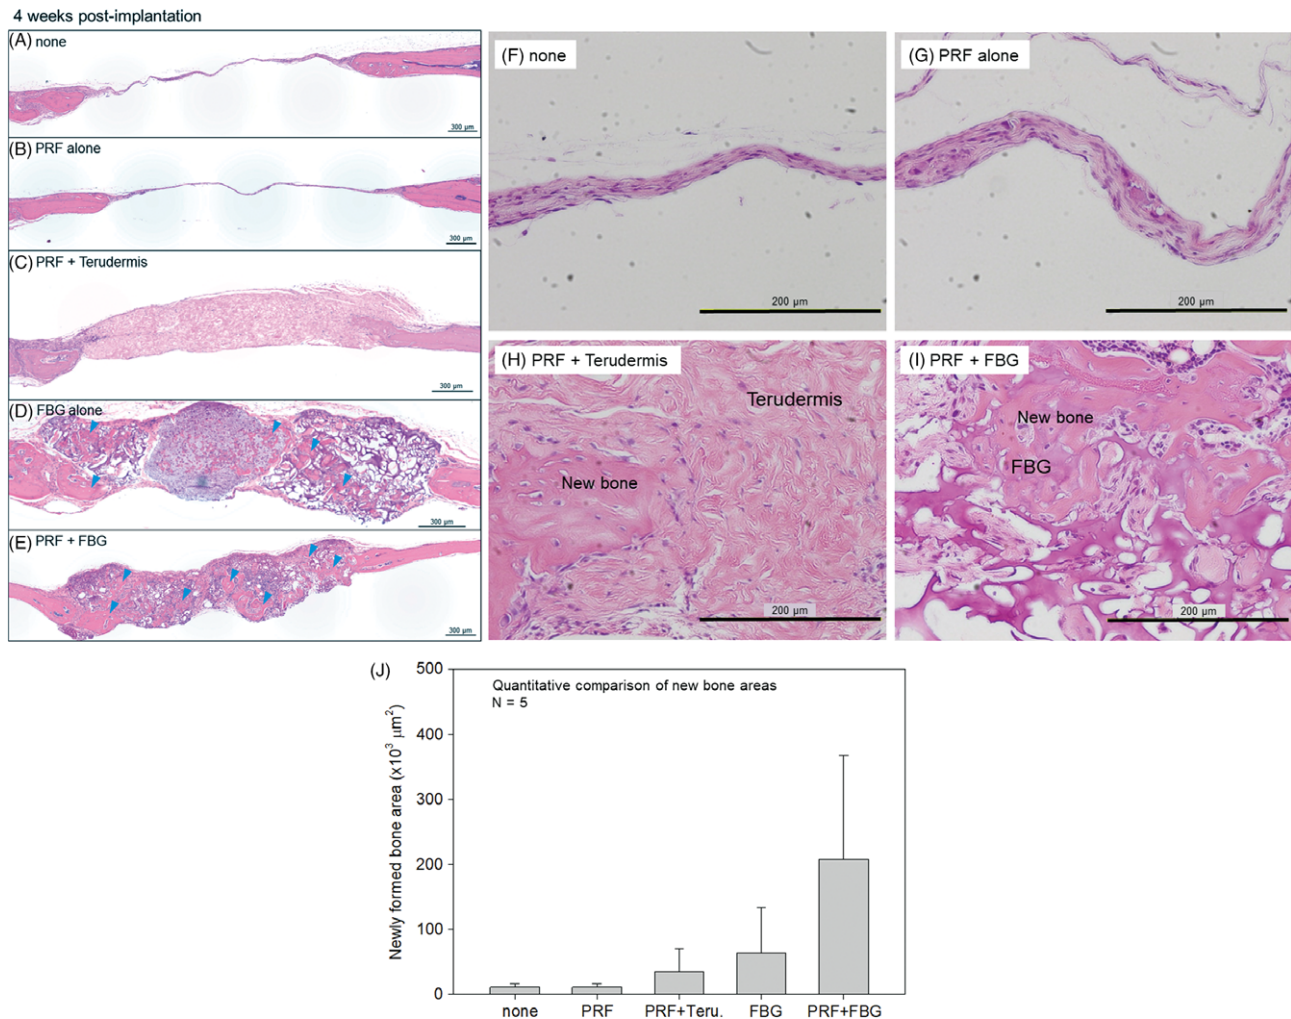 4 weeks post-implantation
(A) none
300 µm
(B) PRF alone
300 µm
(C) PRF + Terudermis
300 µm
(D) FBG alone
300 µm
(E) PRF + FBG
300 µm
(F) none
200 µm
(G) PRF alone
200 µm
(H) PRF + Terudermis
Terudermis
New bone
200 µm
(I) PRF + FBG
New bone
FBG
200 µm
(J)
Quantitative comparison of new bone areas
N = 5
Newly formed bone area (x10³ µm²)
500
400
300
200
100
0
none PRF PRF+Teru. FBG PRF+FBG